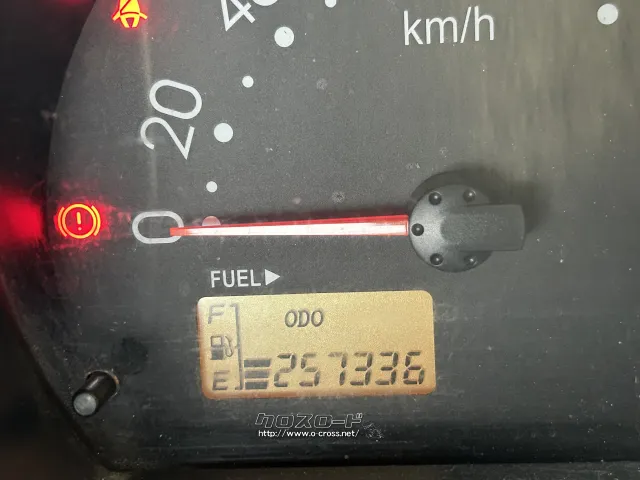 40
km/h
20
0
FUEL▶
F
ODO
E
257336
クロスロード
http://www.o-cross.net/